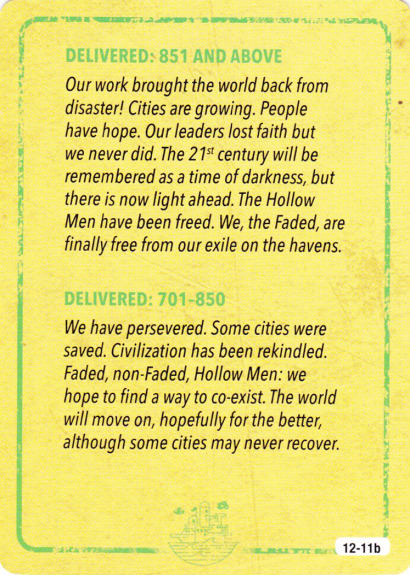 DELIVERED: 851 AND ABOVE
Our work brought the world back from
disaster! Cities are growing. People
have hope. Our leaders lost faith but
we never did. The 21st century will be
remembered as a time of darkness, but
there is now light ahead. The Hollow
Men have been freed. We, the Faded, are
finally free from our exile on the havens.
DELIVERED: 701–850
We have persevered. Some cities were
saved. Civilization has been rekindled.
Faded, non-Faded, Hollow Men: we
hope to find a way to co-exist. The world
will move on, hopefully for the better,
although some cities may never recover.
12-11b